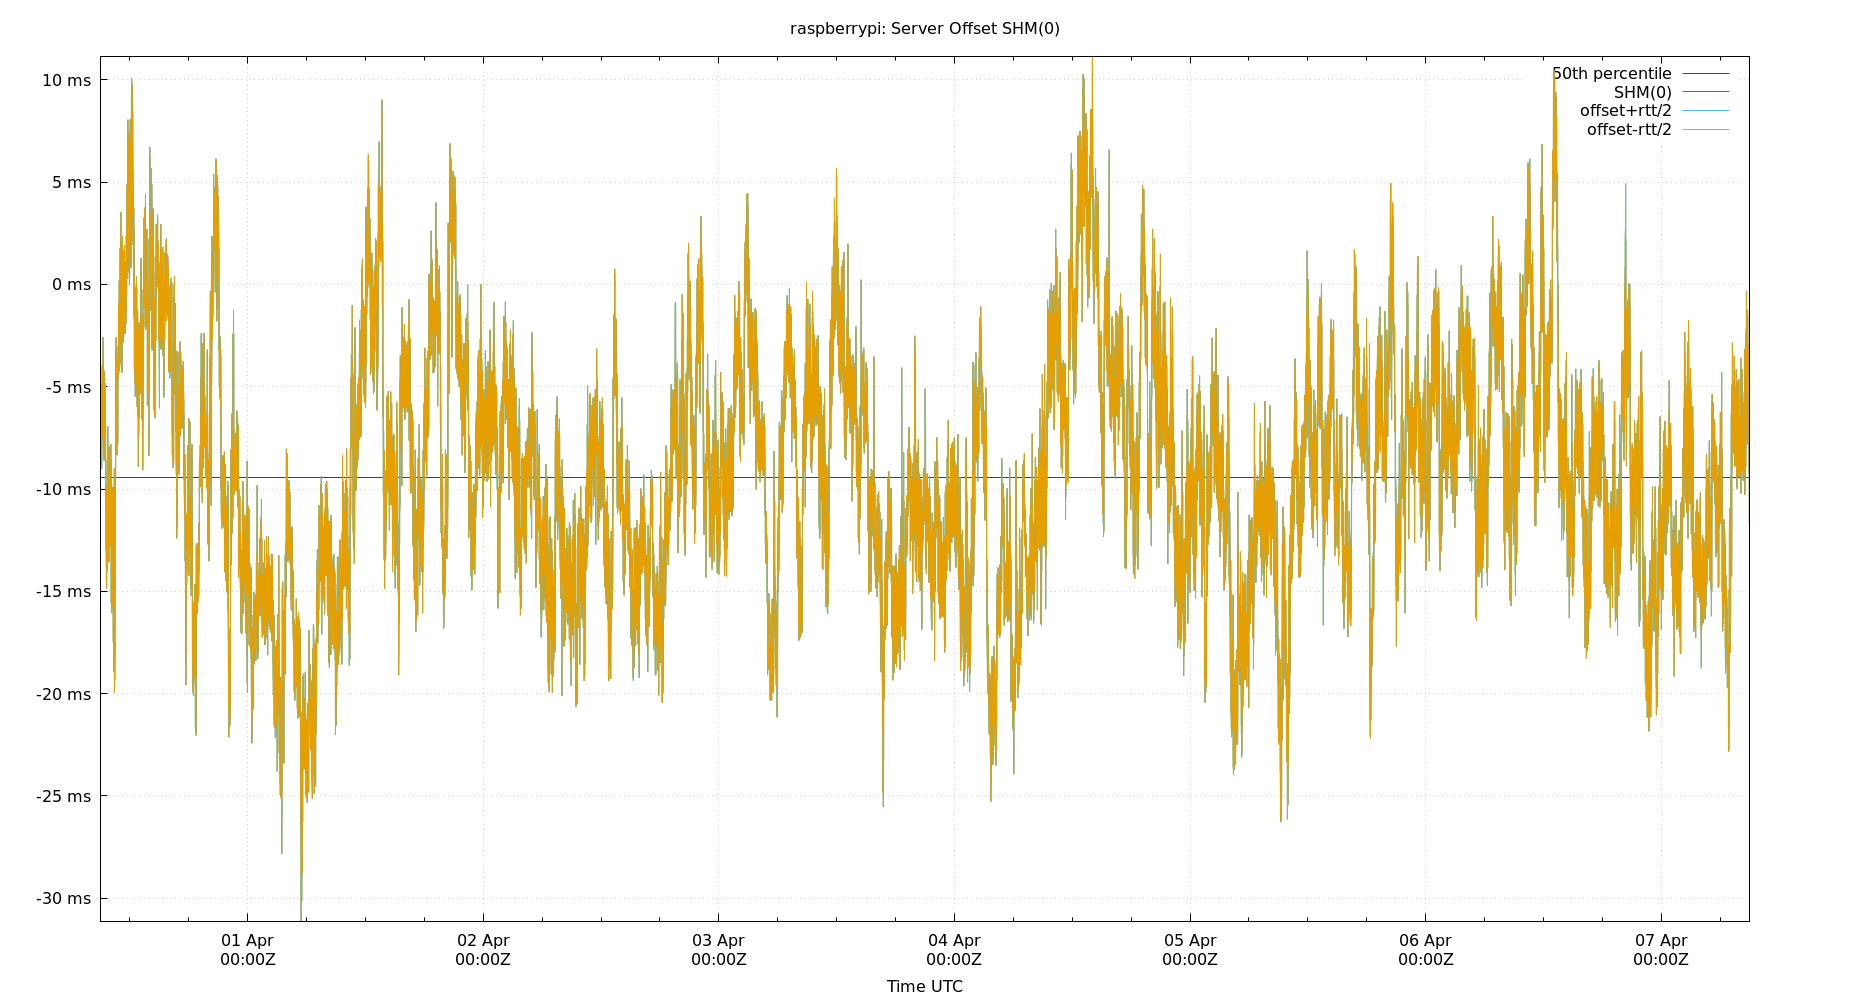 raspberrypi: Server Offset SHM(0)
50th percentile
SHM(0)
offset+rtt/2
offset-rtt/2
10 ms
5 ms
0 ms
-5 ms
-10 ms
-15 ms
-20 ms
-25 ms
-30 ms
01 Apr 02 Apr 03 Apr 04 Apr 05 Apr 06 Apr 07 Apr
00:00Z 00:00Z 00:00Z 00:00Z 00:00Z 00:00Z 00:00Z
Time UTC